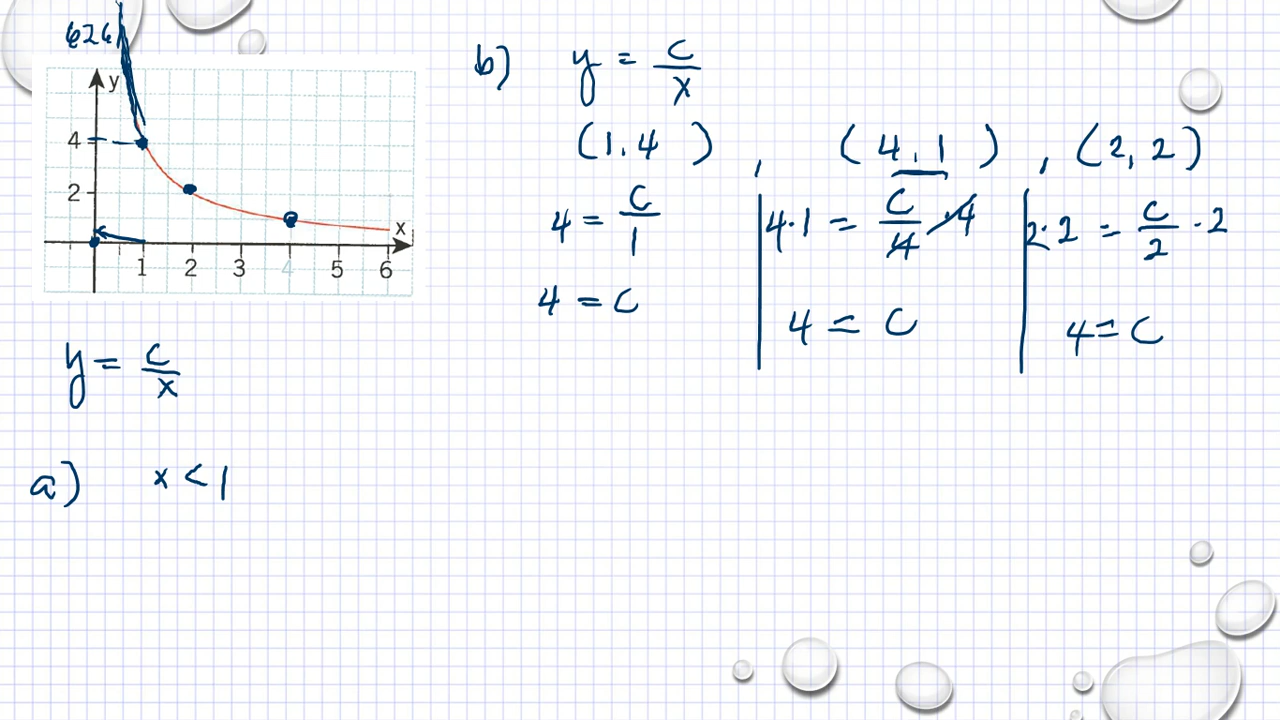 y
4
2
x
1 2 3 4 5 6
y = c/x
a) x < 1
b) y = c/x
(1,4) , (4,1) , (2,2)
4 = c/1
4 = c
4·1 = c/4 ·4
4 = c
2·2 = c/2 ·2
4 = c